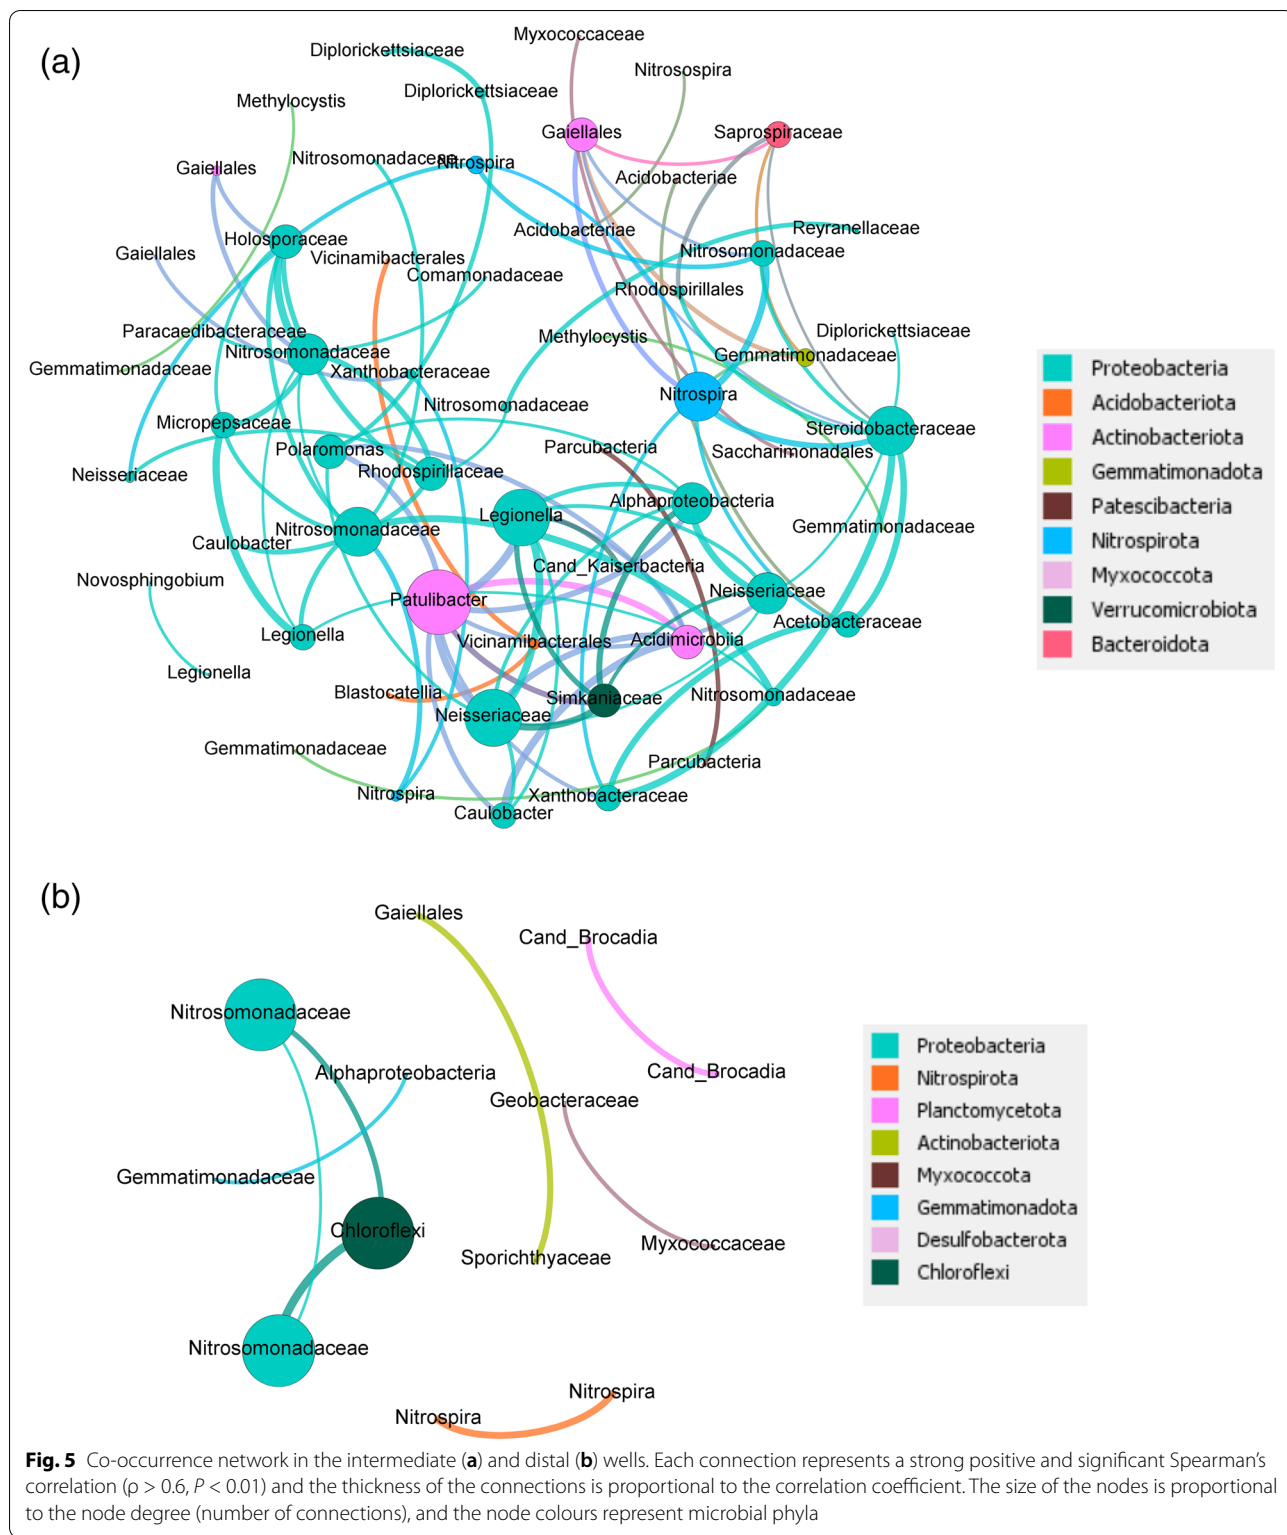 (a)
Myxococcaceae
Diplorickettsiaceae
Nitrosospira
Diplorickettsiaceae
Methylocystis
Gaiellales
Saprospiraceae
Nitrosomonadaceae
Nitrospira
Gaiellales
Acidobacteriae
Reyranellaceae
Acidobacteriae
Holosporaceae
Nitrosomonadaceae
Gaiellales
Vicinamibacterales
Comamonadaceae
Rhodospirillales
Paracaedibacteraceae
Diplorickettsiaceae
Methylocystis
Nitrosomonadaceae
Gemmatimonadaceae
Gemmatimonadaceae
Xanthobacteraceae
Nitrospira
Nitrosomonadaceae
Micropepsaceae
Steroidobacteraceae
Polaromonas
Parcubacteria
Saccharimonadales
Neisseriaceae
Rhodospirillaceae
Alphaproteobacteria
Legionella
Nitrosomonadaceae
Gemmatimonadaceae
Caulobacter
Cand_Kaiserbacteria
Novosphingobium
Neisseriaceae
Patulibacter
Acetobacteraceae
Legionella
Vicinamibacterales
Acidimicrobiia
Legionella
Blastocatellia
Simkaniaceae
Nitrosomonadaceae
Neisseriaceae
Gemmatimonadaceae
Parcubacteria
Nitrospira
Xanthobacteraceae
Caulobacter
Proteobacteria
Acidobacteriota
Actinobacteriota
Gemmatimonadota
Patescibacteria
Nitrospirota
Myxococcota
Verrucomicrobiota
Bacteroidota
(b)
Gaiellales
Cand_Brocadia
Nitrosomonadaceae
Alphaproteobacteria
Cand_Brocadia
Geobacteraceae
Gemmatimonadaceae
Chloroflexi
Myxococcaceae
Sporichthyaceae
Nitrosomonadaceae
Nitrospira
Nitrospira
Proteobacteria
Nitrospirota
Planctomycetota
Actinobacteriota
Myxococcota
Gemmatimonadota
Desulfobacterota
Chloroflexi
Fig. 5 Co-occurrence network in the intermediate (a) and distal (b) wells. Each connection represents a strong positive and significant Spearman's
correlation (ρ > 0.6, P < 0.01) and the thickness of the connections is proportional to the correlation coefficient. The size of the nodes is proportional
to the node degree (number of connections), and the node colours represent microbial phyla